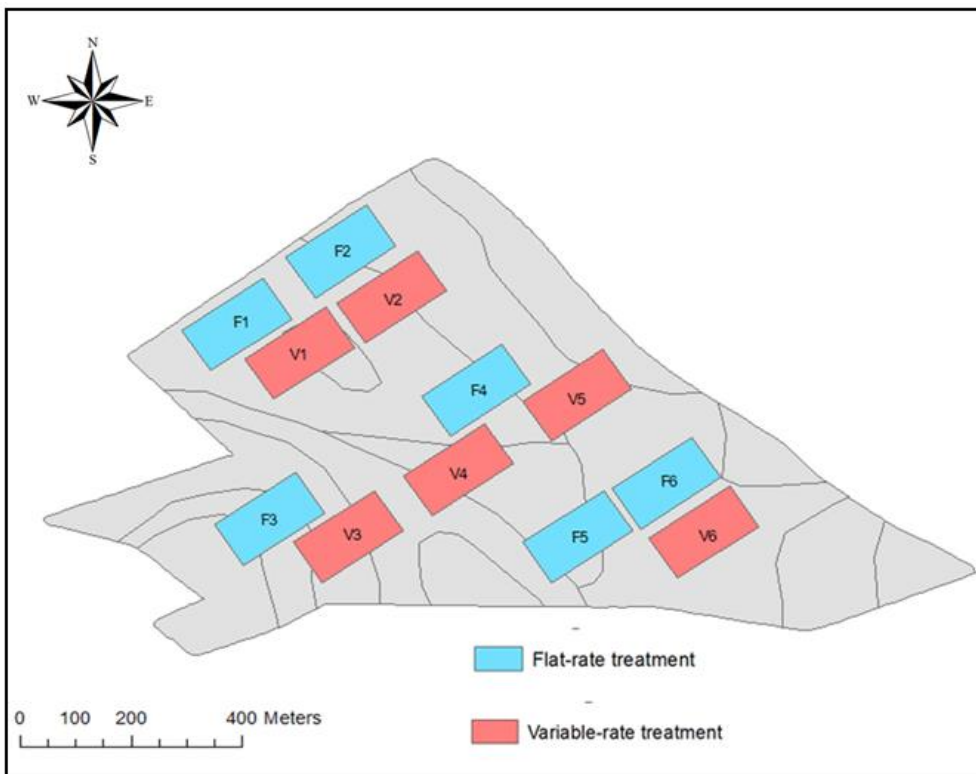 N
W E
S
F2
V2
F1
V1
F4
V5
V4
F6
F3
V3
F5
V6
Flat-rate treatment
0 100 200 400 Meters
Variable-rate treatment